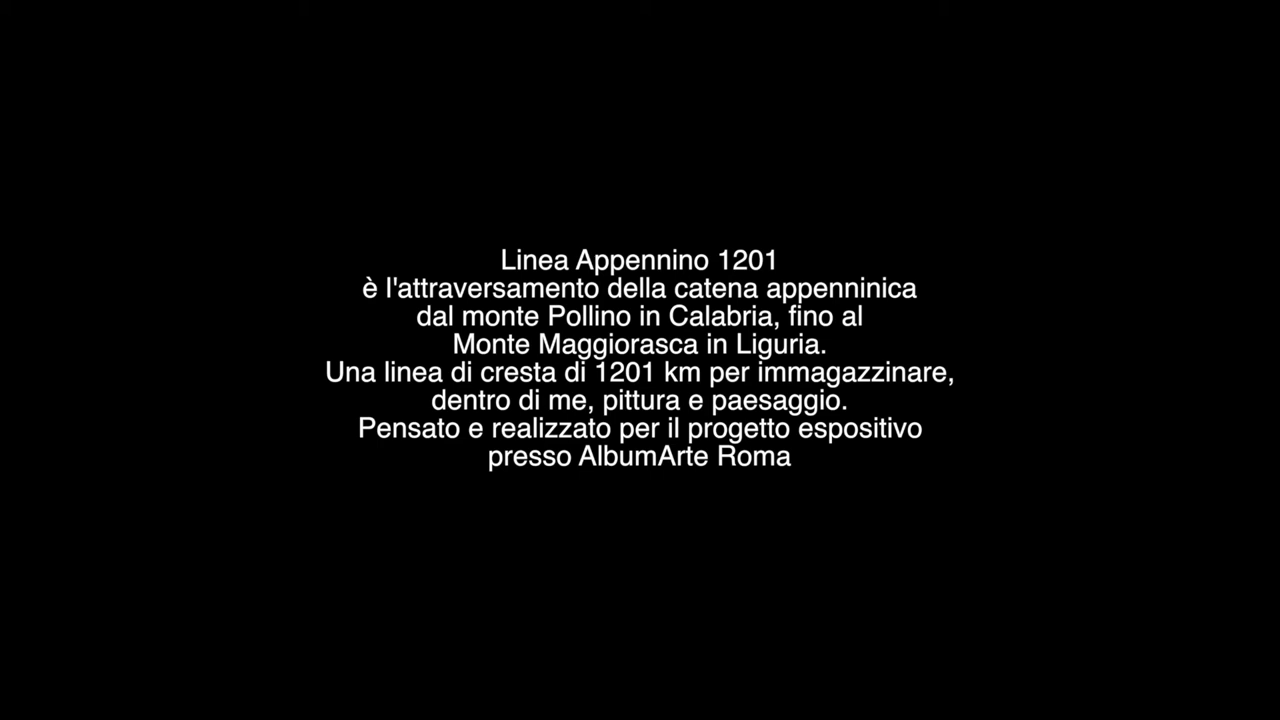 Linea Appennino 1201
è l'attraversamento della catena appenninica
dal monte Pollino in Calabria, fino al
Monte Maggiorasca in Liguria.
Una linea di cresta di 1201 km per immagazzinare,
dentro di me, pittura e paesaggio.
Pensato e realizzato per il progetto espositivo
presso AlbumArte Roma